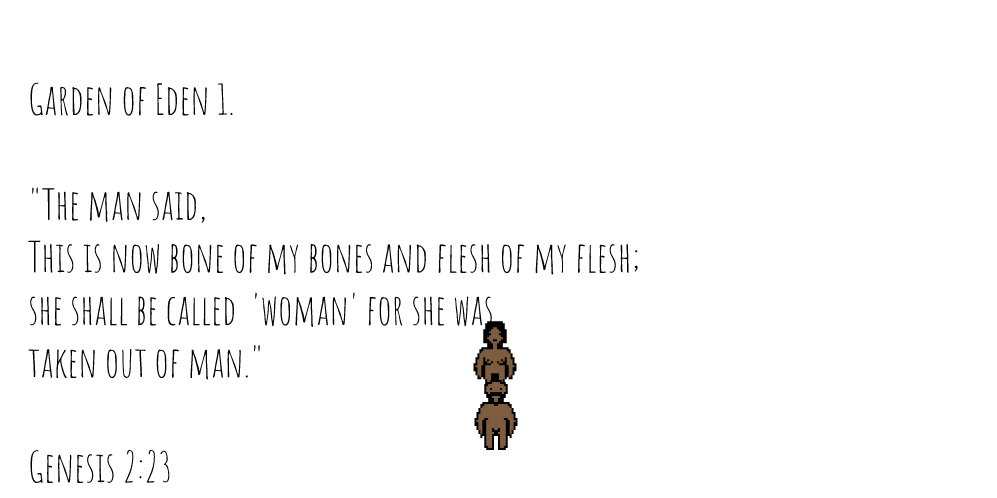 Garden of Eden 1.
"The man said,
This is now bone of my bones and flesh of my flesh;
she shall be called 'woman' for she was
taken out of man."
Genesis 2:23